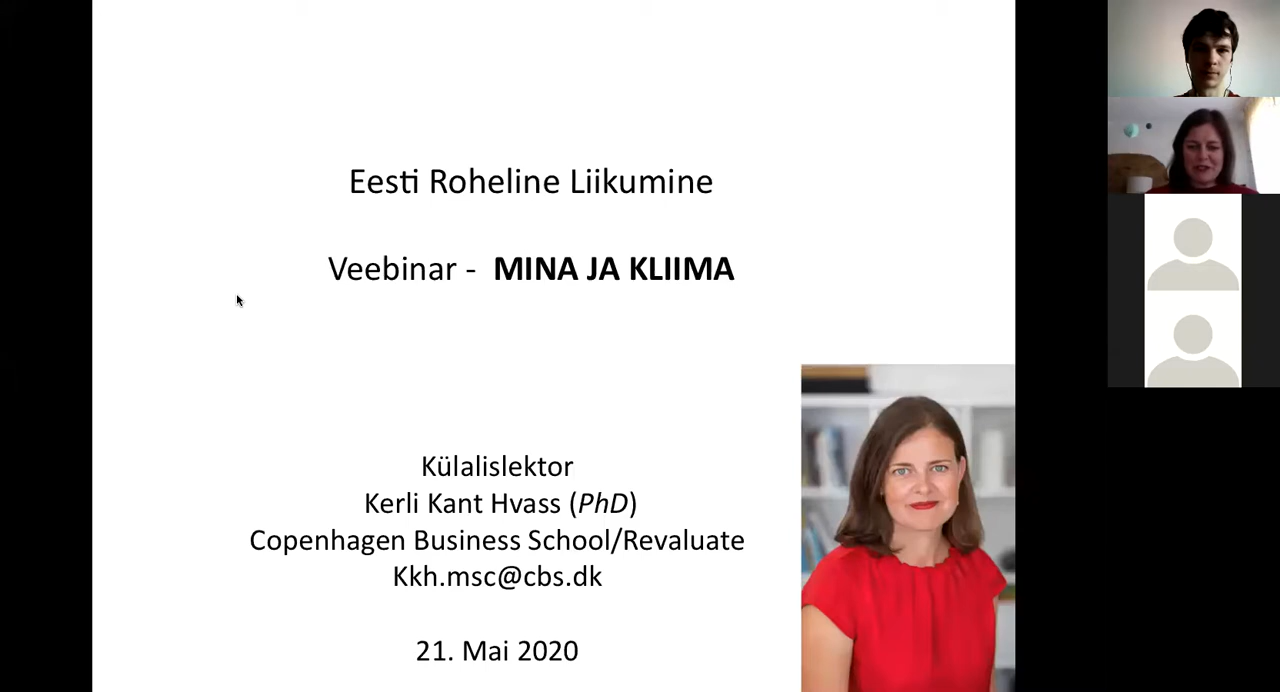 Eesti Roheline Liikumine
Veebinar - MINA JA KLIIMA
Külalislektor
Kerli Kant Hvass (PhD)
Copenhagen Business School/Revaluate
Kkh.msc@cbs.dk
21. Mai 2020